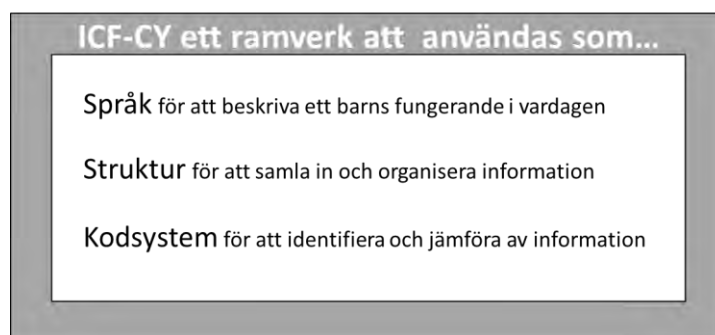 ICF-CY ett ramverk att användas som...
Språk för att beskriva ett barns fungerande i vardagen
Struktur för att samla in och organisera information
Kodsystem för att identifiera och jämföra av information